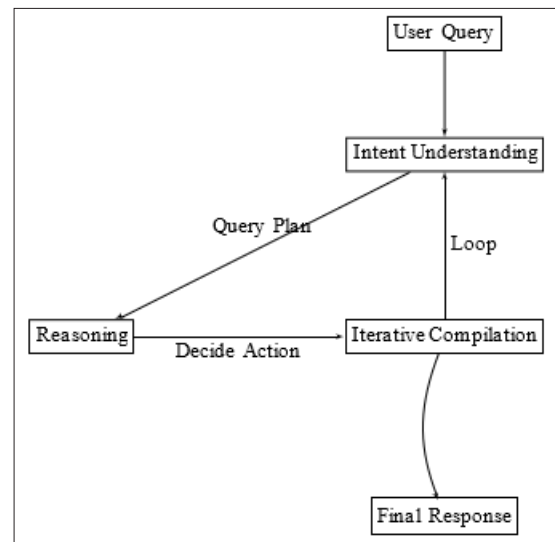 User Query
Intent Understanding
Query Plan
Loop
Reasoning
Decide Action
Iterative Compilation
Final Response